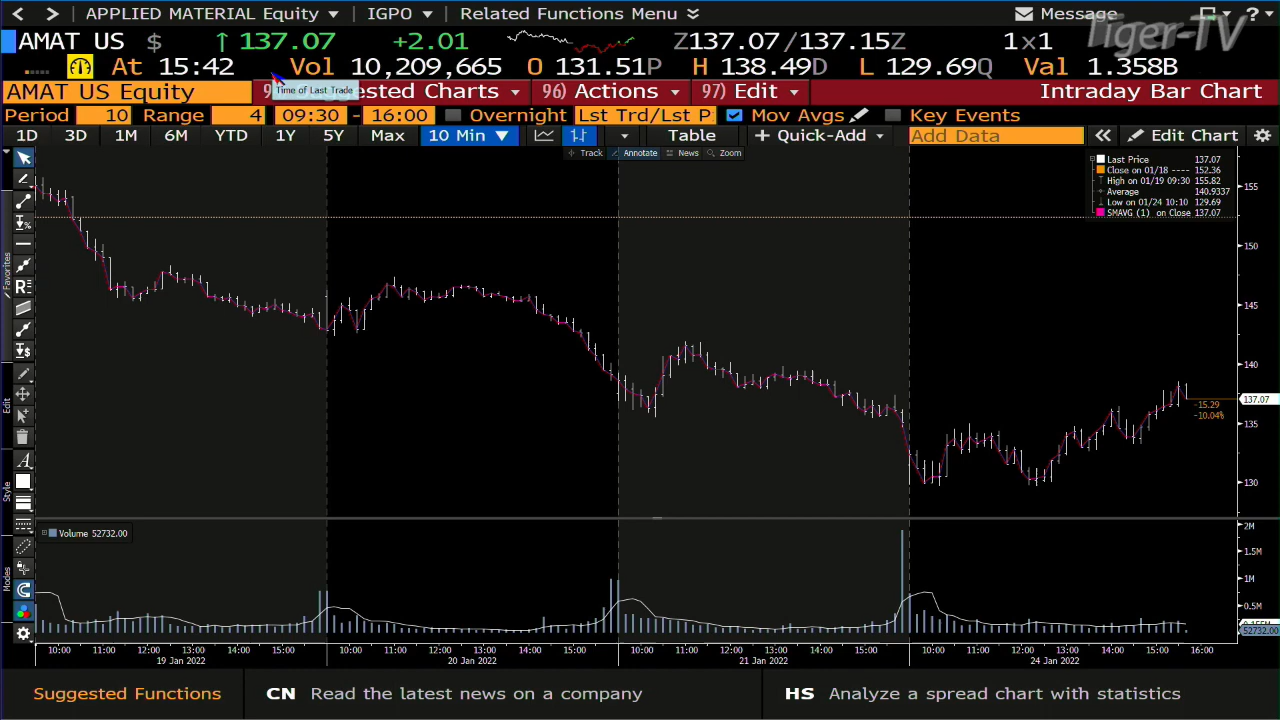 < > APPLIED MATERIAL Equity ▾ IGPO ▾ Related Functions Menu Message ?
Tiger-TV
AMAT US $ ↑ 137.07 +2.01 Z137.07/137.15Z 1x1
At 15:42 Vol 10,209,665 O 131.51P H 138.49D L 129.69Q Val 1.358B
AMAT US Equity 97) Edit Intraday Bar Chart
ggested Charts 96) Actions
Time of Last Trade
Period 10 Range 4 09:30 - 16:00 Overnight Lst Trd/Lst P Mov Avgs Key Events
1D 3D 1M 6M YTD 1Y 5Y Max 10 Min ▼ Table + Quick-Add Add Data « Edit Chart
Track Annotate News Zoom
Last Price 137.07
Close on 01/18 ---- 152.36
High on 01/19 09:30 155.82
Average 140.9337
Low on 01/24 10:10 129.69
SMAVG (1) on Close 137.07
155
150
145
140
137.07
-15.29
-10.04%
135
130
Favorites
Edit
Style
Modes
Volume 52732.00
2M
1.5M
1M
0.5M
52732.00
10:00 11:00 12:00 13:00 14:00 15:00 10:00 11:00 12:00 13:00 14:00 15:00 10:00 11:00 12:00 13:00 14:00 15:00 10:00 11:00 12:00 13:00 14:00 15:00 16:00
19 Jan 2022 20 Jan 2022 21 Jan 2022 24 Jan 2022
Suggested Functions CN Read the latest news on a company HS Analyze a spread chart with statistics